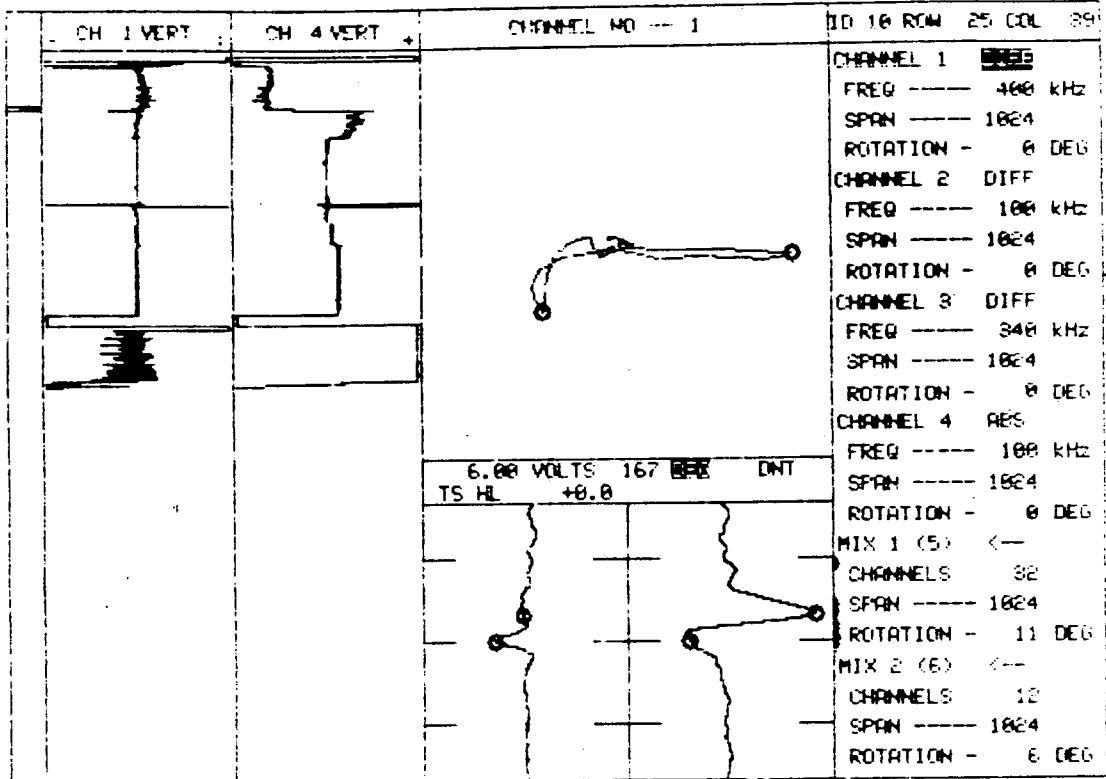 - CH 1 VERT :
CH 4 VERT +
CHANNEL NO -- 1
ID 10 ROW 25 COL 39
CHANNEL 1
FREQ ----- 400 kHz
SPAN ----- 1024
ROTATION - 0 DEG
CHANNEL 2 DIFF
FREQ ----- 100 kHz
SPAN ----- 1024
ROTATION - 0 DEG
CHANNEL 3 DIFF
FREQ ----- 340 kHz
SPAN ----- 1024
ROTATION - 0 DEG
CHANNEL 4 ABS
FREQ ----- 100 kHz
SPAN ----- 1024
ROTATION - 0 DEG
MIX 1 (5) <--
CHANNELS 32
SPAN ----- 1024
ROTATION - 11 DEG
MIX 2 (6) <--
CHANNELS 12
SPAN ----- 1024
ROTATION - 6 DEG
6.00 VOLTS 167 DNT
TS HL +0.0